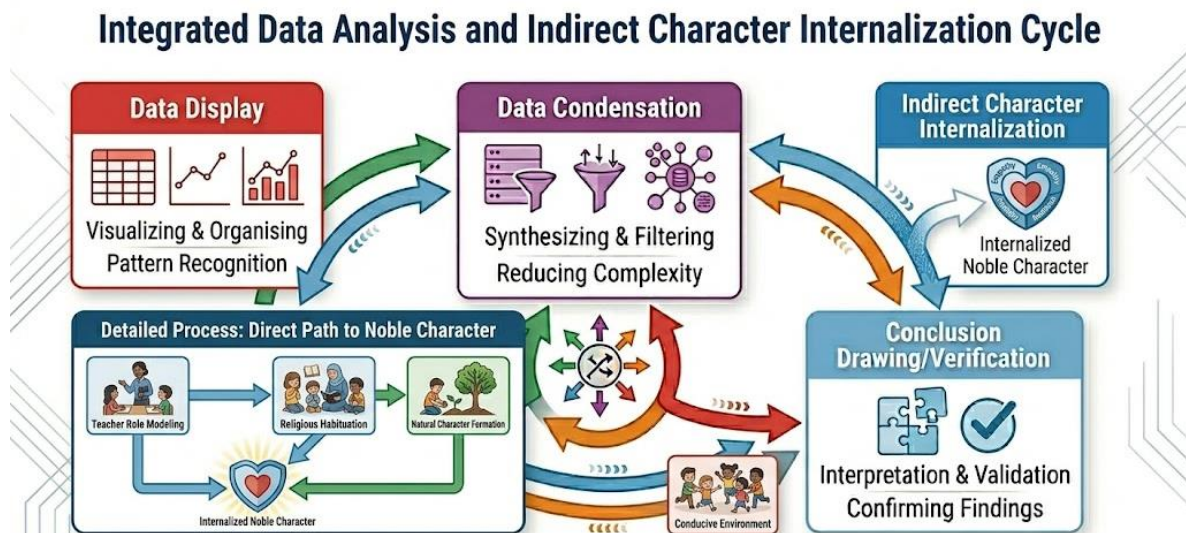 Integrated Data Analysis and Indirect Character Internalization Cycle
Data Display
Visualizing & Organising
Pattern Recognition
Data Condensation
Synthesizing & Filtering
Reducing Complexity
Indirect Character
Internalization
Empathy
Internalized
Noble Character
Detailed Process: Direct Path to Noble Character
Teacher Role Modeling
Religious Habituation
Natural Character Formation
Internalized Noble Character
Conducive Environment
Conclusion
Drawing/Verification
Interpretation & Validation
Confirming Findings